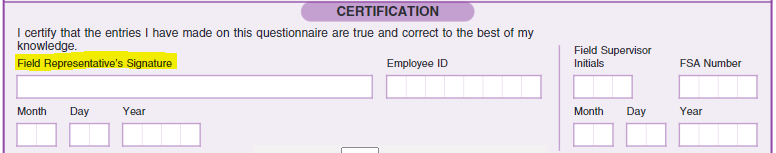 CERTIFICATION
I certify that the entries I have made on this questionnaire are true and correct to the best of my
knowledge.
Field Representative's Signature
Employee ID
Month Day Year
Field Supervisor
Initials
FSA Number
Month Day Year